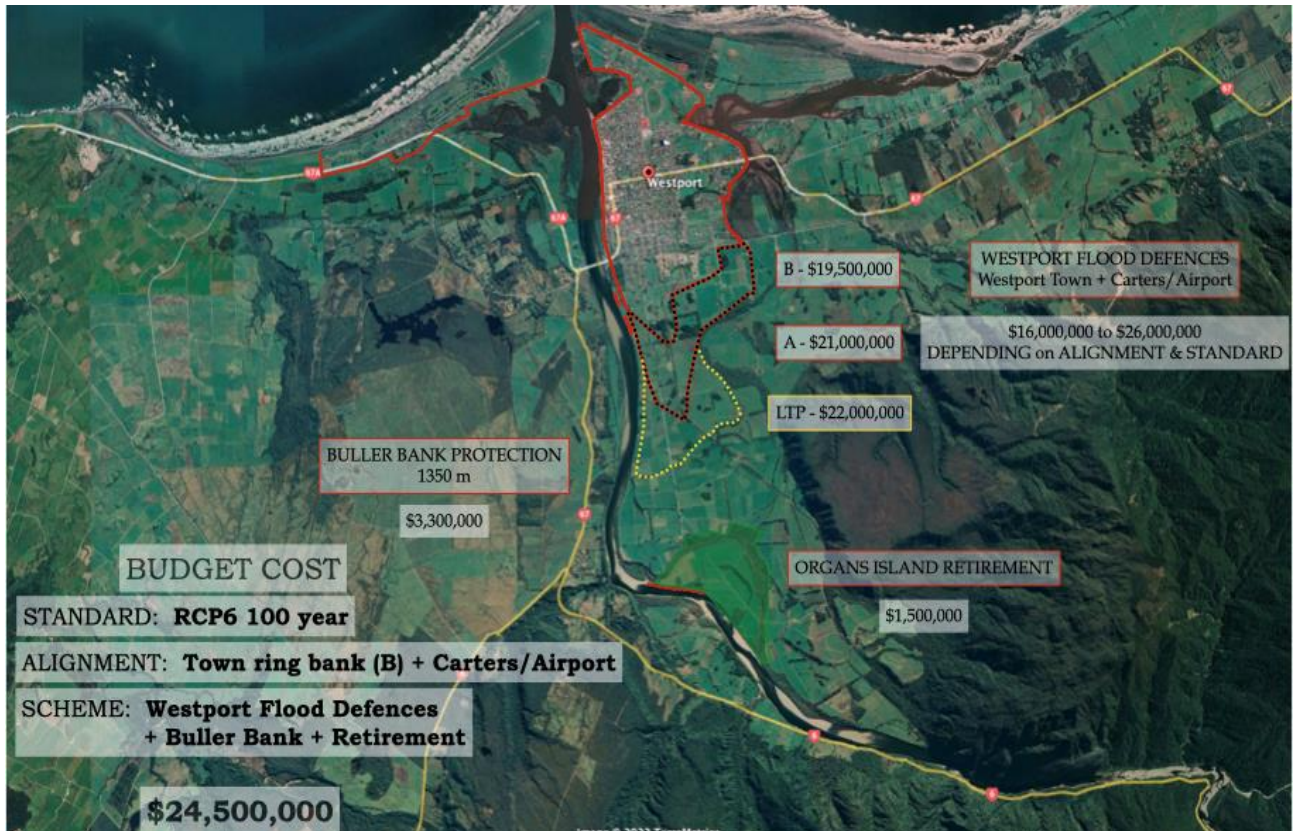 67A
67A
67
67
67
Westport
B - $19,500,000
WESTPORT FLOOD DEFENCES
Westport Town + Carters/Airport
A - $21,000,000
$16,000,000 to $26,000,000
DEPENDING on ALIGNMENT & STANDARD
LTP - $22,000,000
BULLER BANK PROTECTION
1350 m
$3,300,000
67
ORGANS ISLAND RETIREMENT
$1,500,000
BUDGET COST
STANDARD: RCP6 100 year
ALIGNMENT: Town ring bank (B) + Carters/Airport
SCHEME: Westport Flood Defences
+ Buller Bank + Retirement
$24,500,000
6
6